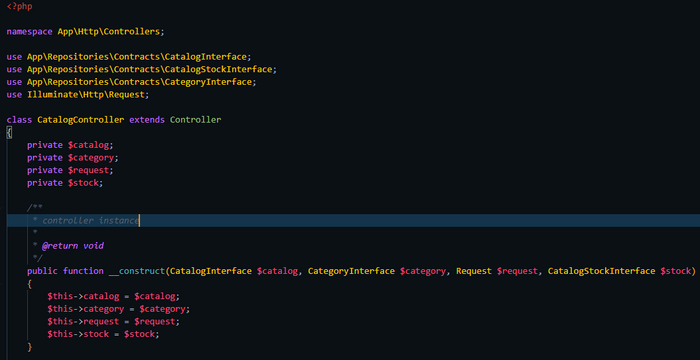 <?php
namespace App\Http\Controllers;
use App\Repositories\Contracts\CatalogInterface;
use App\Repositories\Contracts\CatalogStockInterface;
use App\Repositories\Contracts\CategoryInterface;
use Illuminate\Http\Request;
class CatalogController extends Controller
{
private $catalog;
private $category;
private $request;
private $stock;
/**
* controller instance
*
* @return void
*/
public function __construct(CatalogInterface $catalog, CategoryInterface $category, Request $request, CatalogStockInterface $stock)
{
$this->catalog = $catalog;
$this->category = $category;
$this->request = $request;
$this->stock = $stock;
}